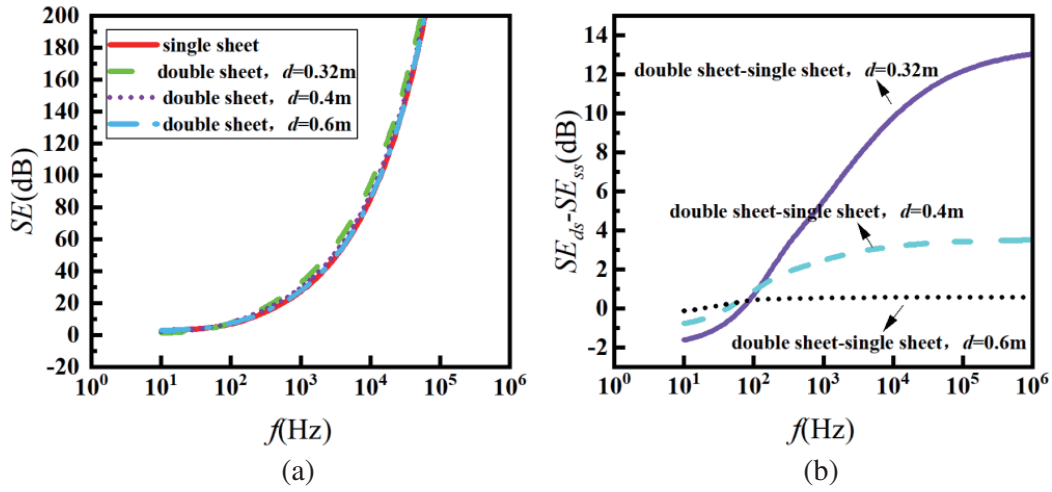 200
180
160
140
120
100
80
60
40
20
0
-20
SE(dB)
single sheet
double sheet，d=0.32m
double sheet，d=0.4m
double sheet，d=0.6m
10⁰ 10¹ 10² 10³ 10⁴ 10⁵ 10⁶
f(Hz)
(a)
14
12
10
8
6
4
2
0
-2
SE_ds-SE_ss(dB)
double sheet-single sheet，d=0.32m
double sheet-single sheet，d=0.4m
double sheet-single sheet，d=0.6m
10⁰ 10¹ 10² 10³ 10⁴ 10⁵ 10⁶
f(Hz)
(b)